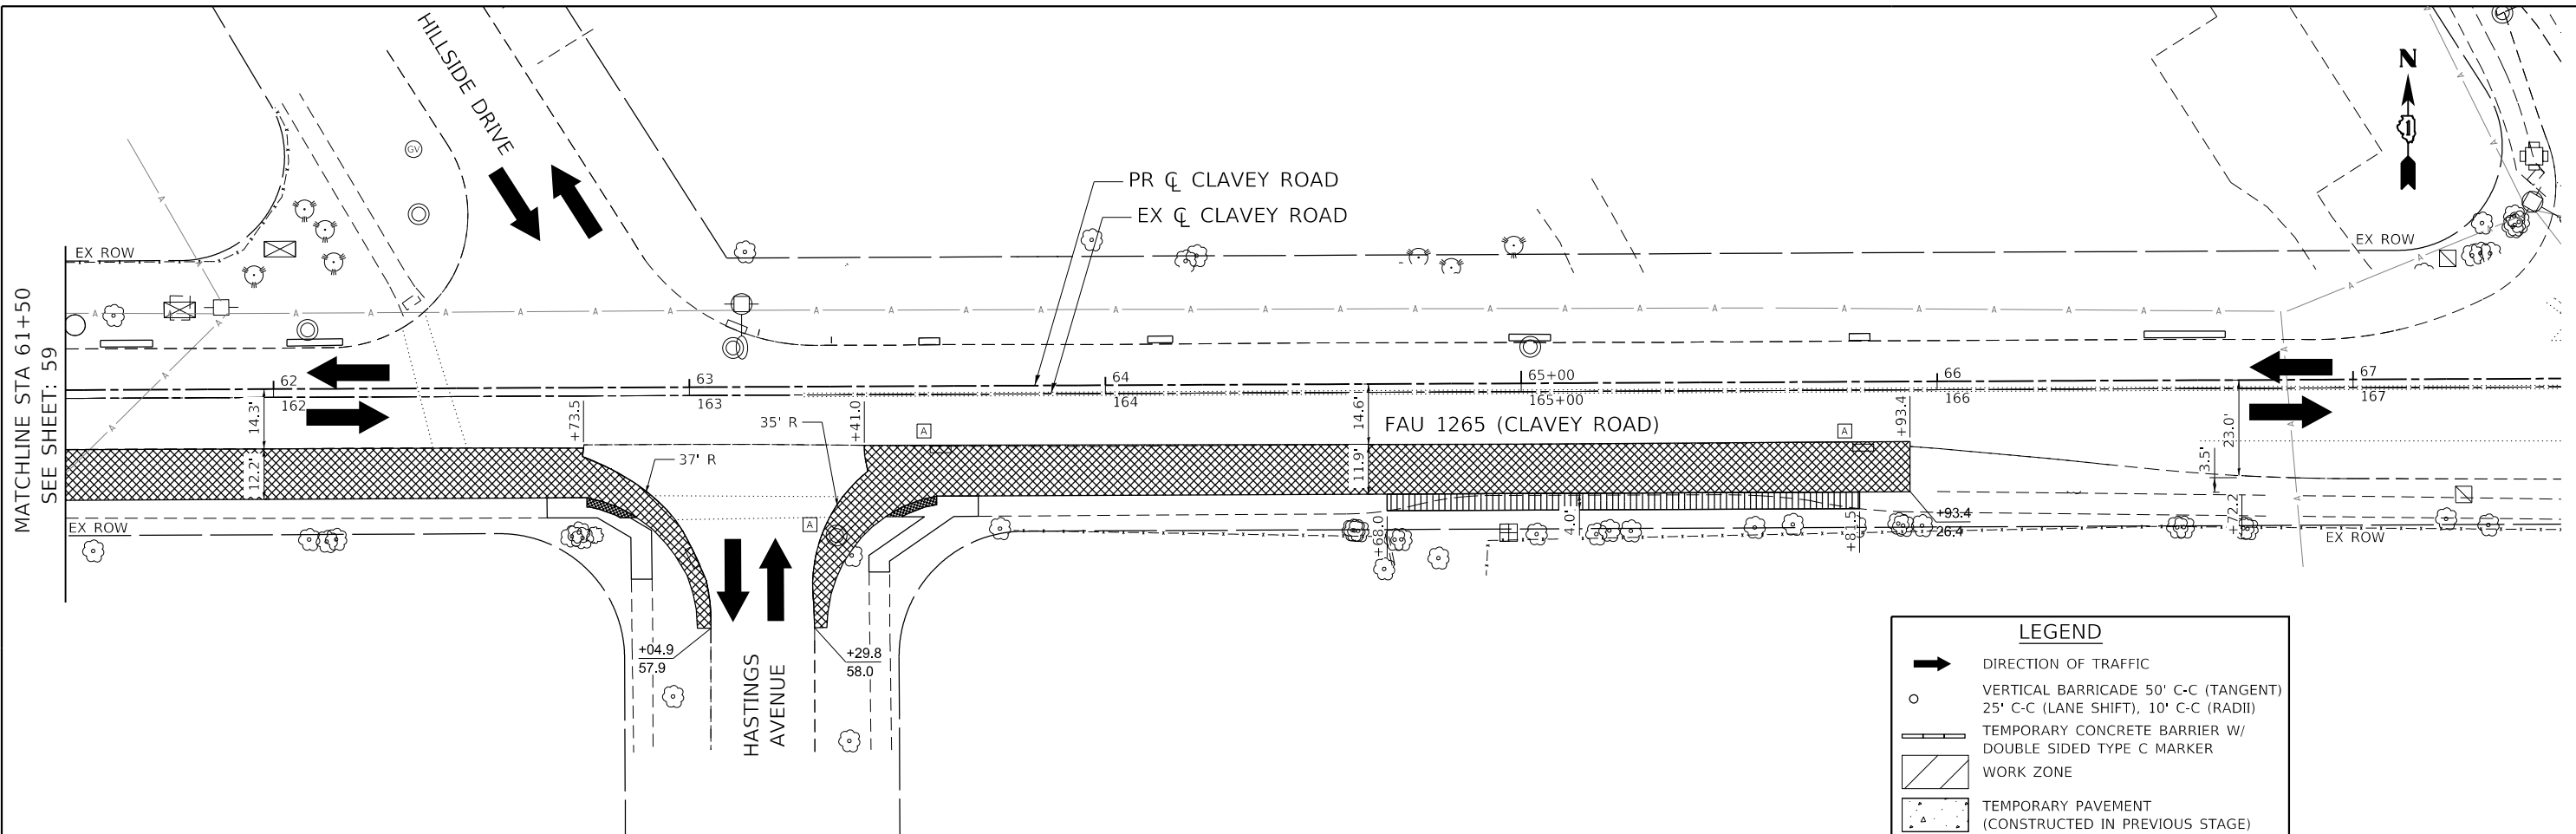 HILLSIDE DRIVE
GV
N
PR ℄ CLAVEY ROAD
EX ℄ CLAVEY ROAD
EX ROW
EX ROW
MATCHLINE STA 61+50
SEE SHEET: 59
62
63
64
65+00
66
67
162
163
164
165+00
166
167
14.3'
12.2'
+73.5
35' R
+41.0
37' R
A
A
A
14.6'
11.9'
FAU 1265 (CLAVEY ROAD)
+93.4
23.0'
3.5'
+72.2
+68.0
4.0'
+81.5
+93.4
26.4
EX ROW
EX ROW
+04.9
57.9
+29.8
58.0
HASTINGS
AVENUE
LEGEND
DIRECTION OF TRAFFIC
VERTICAL BARRICADE 50' C-C (TANGENT)
25' C-C (LANE SHIFT), 10' C-C (RADII)
TEMPORARY CONCRETE BARRIER W/
DOUBLE SIDED TYPE C MARKER
WORK ZONE
TEMPORARY PAVEMENT
(CONSTRUCTED IN PREVIOUS STAGE)